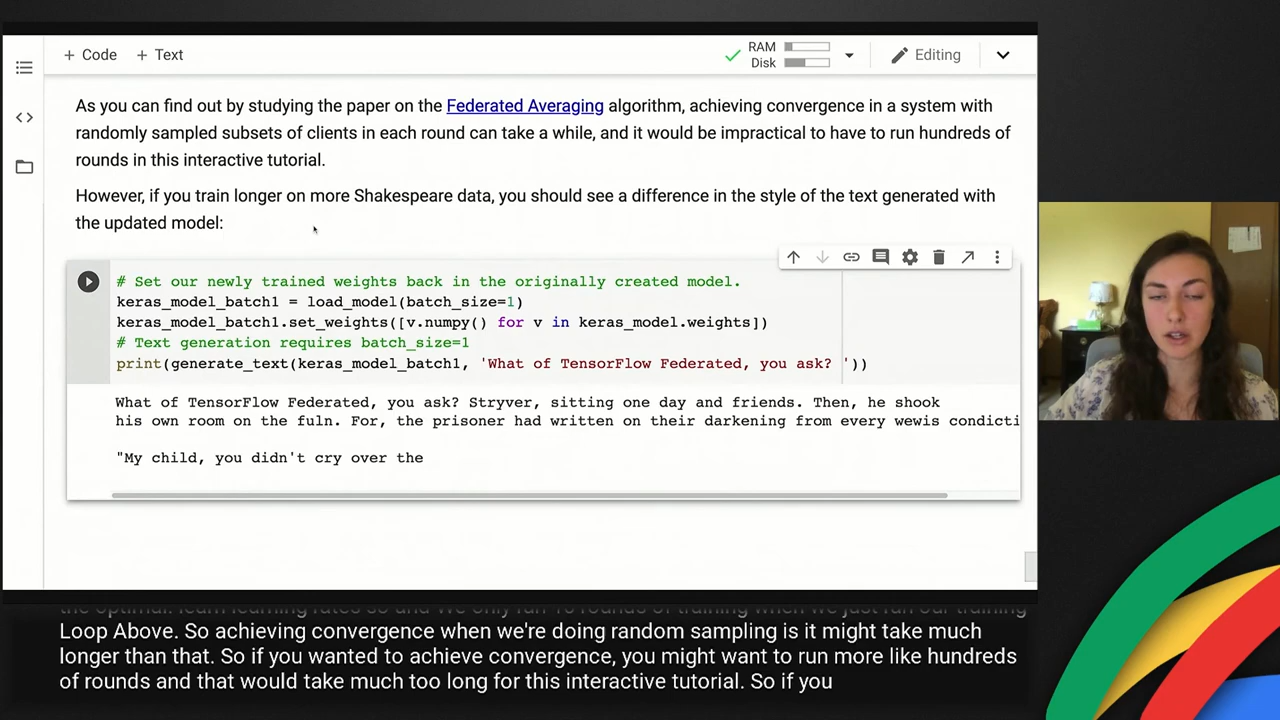 + Code + Text
RAM
Disk
Editing
As you can find out by studying the paper on the Federated Averaging algorithm, achieving convergence in a system with
randomly sampled subsets of clients in each round can take a while, and it would be impractical to have to run hundreds of
rounds in this interactive tutorial.
However, if you train longer on more Shakespeare data, you should see a difference in the style of the text generated with
the updated model:
# Set our newly trained weights back in the originally created model.
keras_model_batch1 = load_model(batch_size=1)
keras_model_batch1.set_weights([v.numpy() for v in keras_model.weights])
# Text generation requires batch_size=1
print(generate_text(keras_model_batch1, 'What of TensorFlow Federated, you ask? '))
What of TensorFlow Federated, you ask? Stryver, sitting one day and friends. Then, he shook
his own room on the fuln. For, the prisoner had written on their darkening from every wewis condicti
"My child, you didn't cry over the
Loop Above. So achieving convergence when we're doing random sampling is it might take much
longer than that. So if you wanted to achieve convergence, you might want to run more like hundreds
of rounds and that would take much too long for this interactive tutorial. So if you